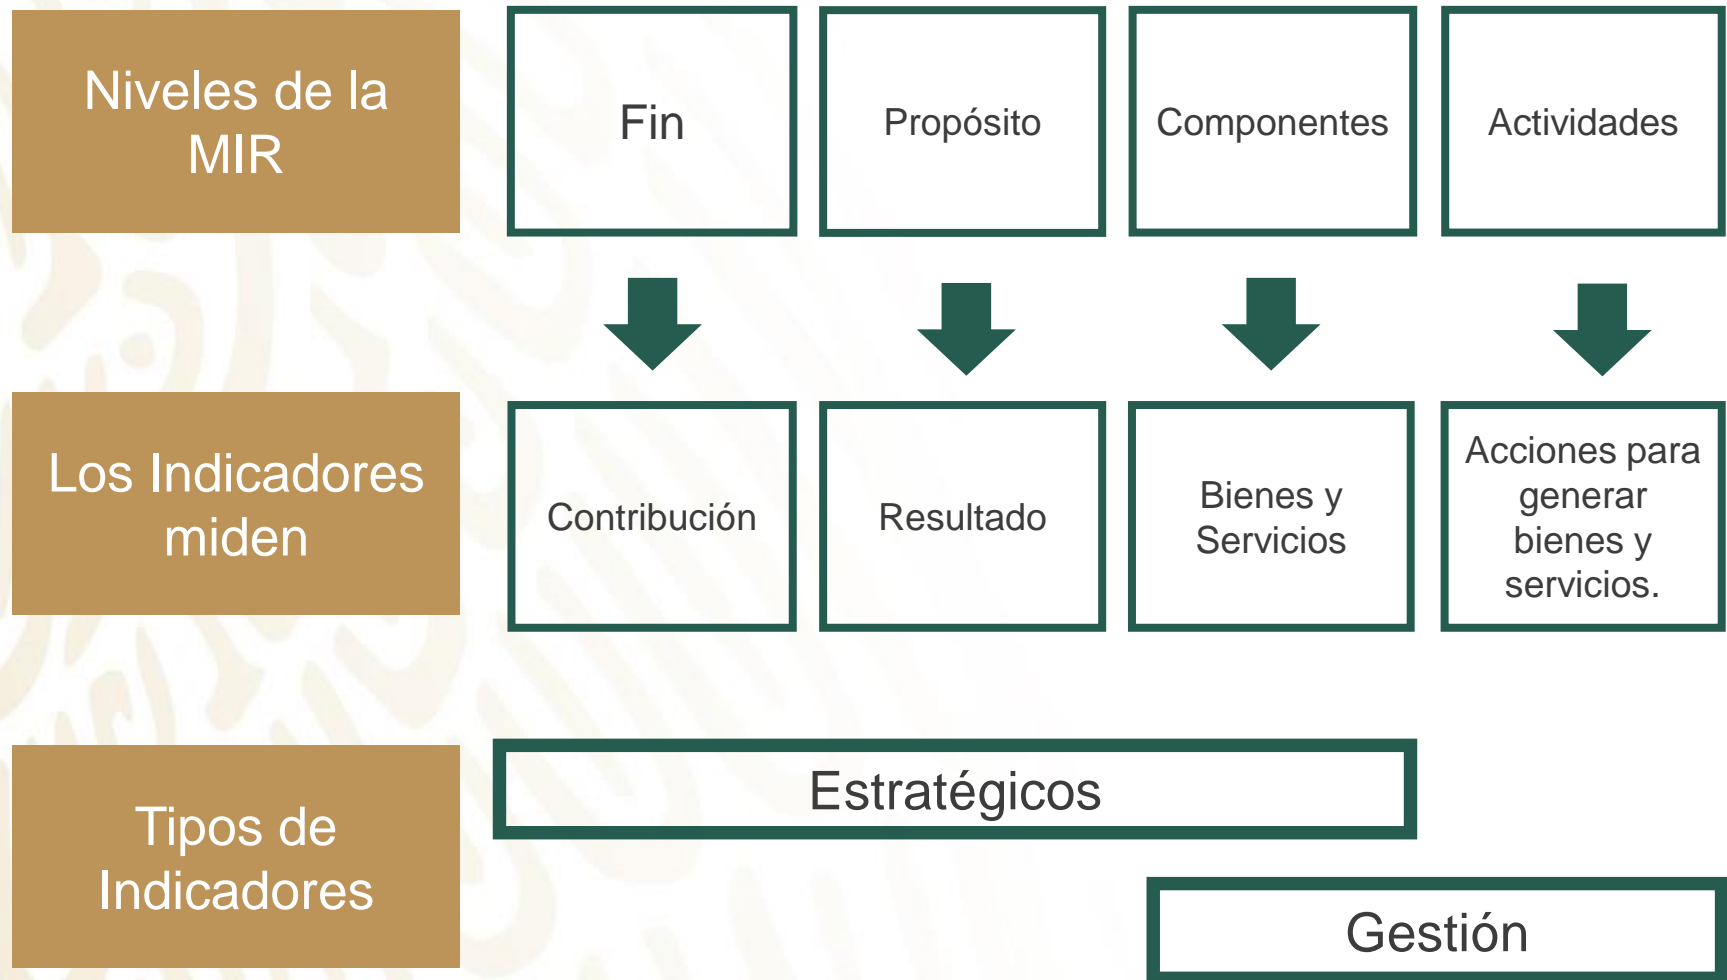 Niveles de la
MIR
Fin
Propósito
Componentes
Actividades
Los Indicadores
miden
Contribución
Resultado
Bienes y
Servicios
Acciones para
generar
bienes y
servicios.
Tipos de
Indicadores
Estratégicos
Gestión